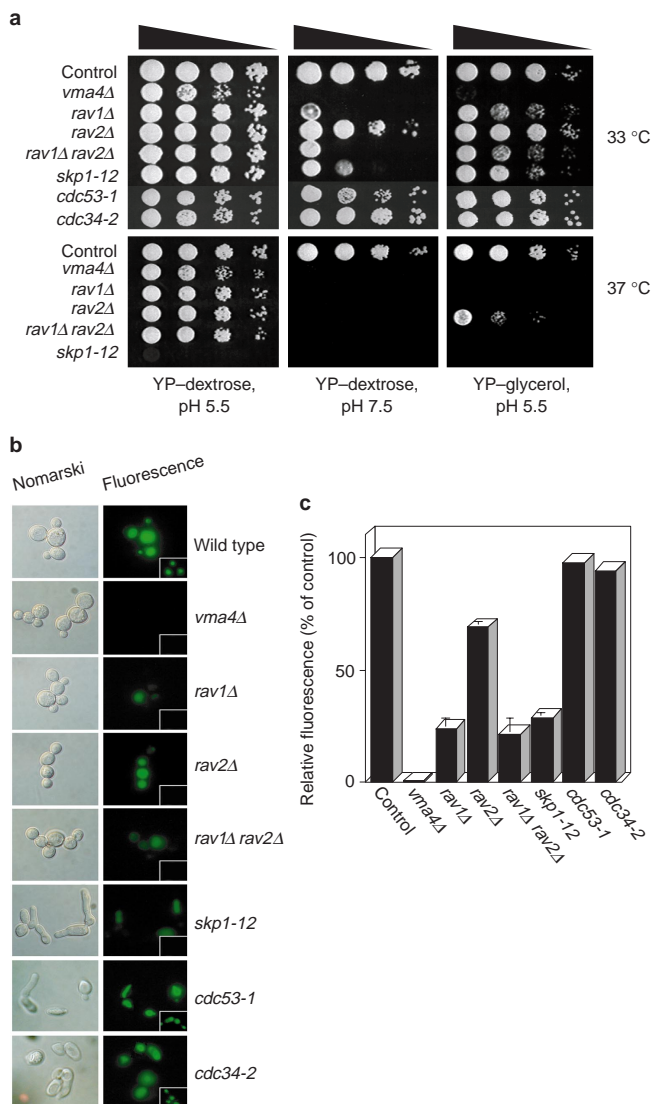 a
Control
vma4Δ
rav1Δ
rav2Δ
rav1Δ rav2Δ
skp1-12
cdc53-1
cdc34-2
33 °C
Control
vma4Δ
rav1Δ
rav2Δ
rav1Δ rav2Δ
skp1-12
37 °C
YP–dextrose,
pH 5.5
YP–dextrose,
pH 7.5
YP–glycerol,
pH 5.5
b
Nomarski
Fluorescence
Wild type
vma4Δ
rav1Δ
rav2Δ
rav1Δ rav2Δ
skp1-12
cdc53-1
cdc34-2
c
Relative fluorescence (% of control)
100
50
0
Control
vma4Δ
rav1Δ
rav2Δ
rav1Δ rav2Δ
skp1-12
cdc53-1
cdc34-2